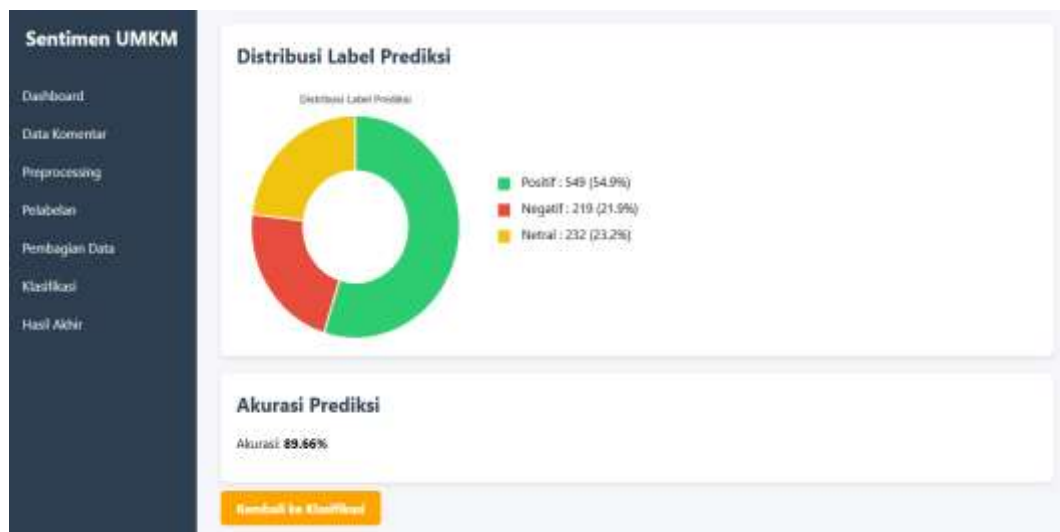 Sentimen UMKM
Dashboard
Data Komentar
Preprocessing
Pelabelan
Pembagian Data
Klasifikasi
Hasil Akhir
Distribusi Label Prediksi
Distribusi Label Prediksi
Positif : 549 (54.9%)
Negatif : 219 (21.9%)
Netral : 232 (23.2%)
Akurasi Prediksi
Akurasi: 89.66%
Kembali ke Klasifikasi